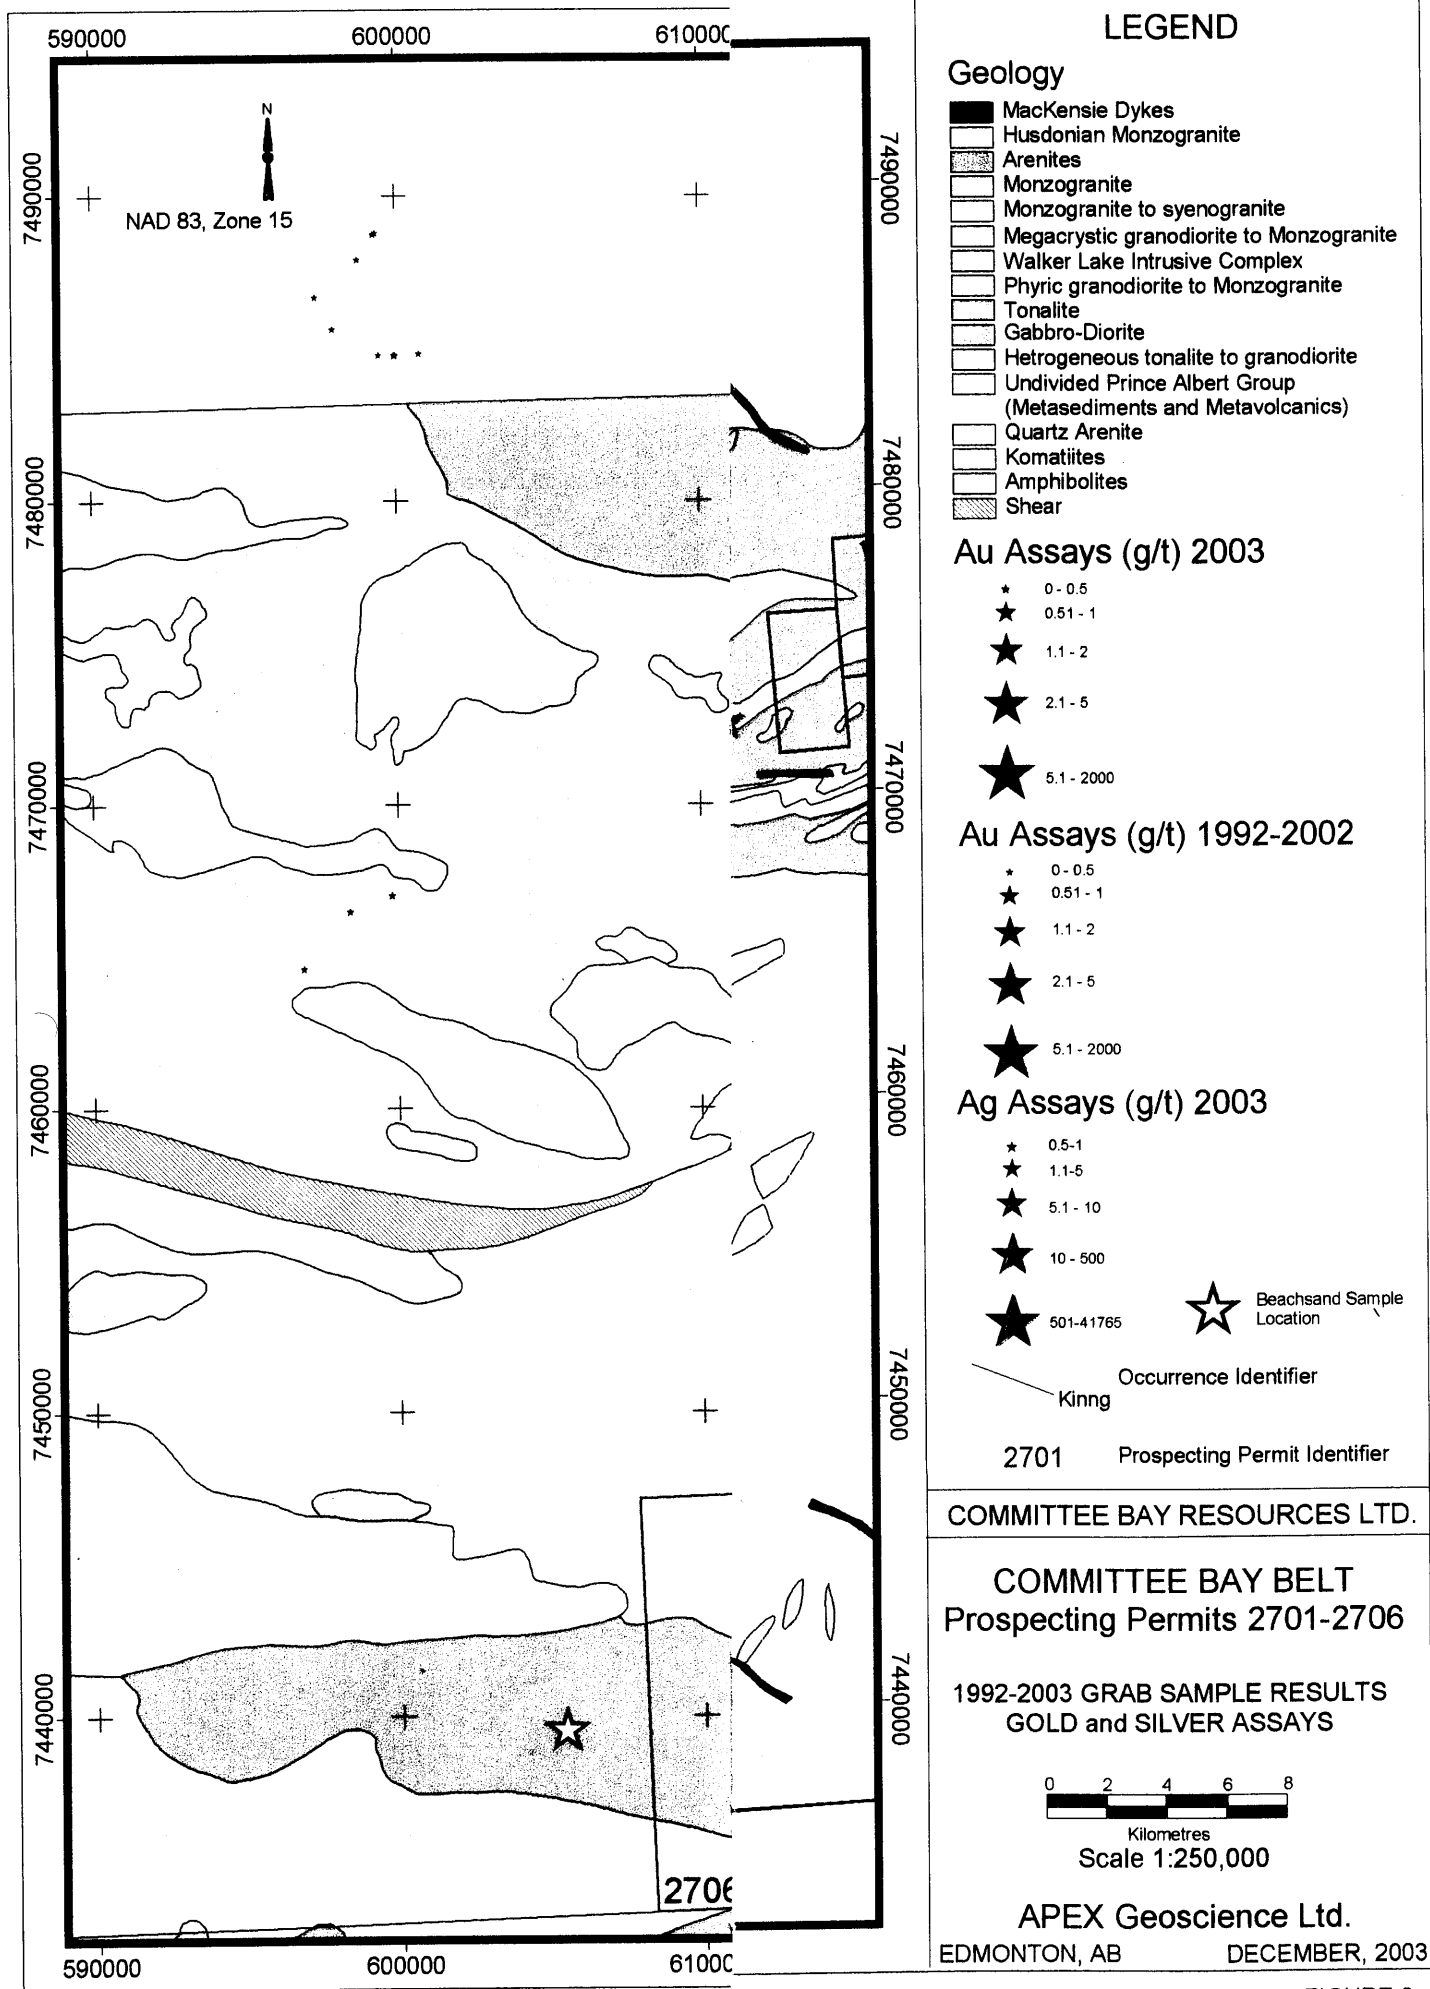 590000
600000
610000
N
NAD 83, Zone 15
7490000
7480000
7470000
7460000
7450000
7440000
7490000
7480000
7470000
7460000
7450000
7440000
2706
590000
600000
LEGEND
Geology
MacKensie Dykes
Husdonian Monzogranite
Arenites
Monzogranite
Monzogranite to syenogranite
Megacrystic granodiorite to Monzogranite
Walker Lake Intrusive Complex
Phyric granodiorite to Monzogranite
Tonalite
Gabbro-Diorite
Hetrogeneous tonalite to granodiorite
Undivided Prince Albert Group
(Metasediments and Metavolcanics)
Quartz Arenite
Komatiites
Amphibolites
Shear
Au Assays (g/t) 2003
0 - 0.5
0.51 - 1
1.1 - 2
2.1 - 5
5.1 - 2000
Au Assays (g/t) 1992-2002
0 - 0.5
0.51 - 1
1.1 - 2
2.1 - 5
5.1 - 2000
Ag Assays (g/t) 2003
0.5-1
1.1-5
5.1 - 10
10 - 500
501-41765
Beachsand Sample
Location
Occurrence Identifier
Kinng
2701 Prospecting Permit Identifier
COMMITTEE BAY RESOURCES LTD.
COMMITTEE BAY BELT
Prospecting Permits 2701-2706
1992-2003 GRAB SAMPLE RESULTS
GOLD and SILVER ASSAYS
0 2 4 6 8
Kilometres
Scale 1:250,000
APEX Geoscience Ltd.
EDMONTON, AB DECEMBER, 2003